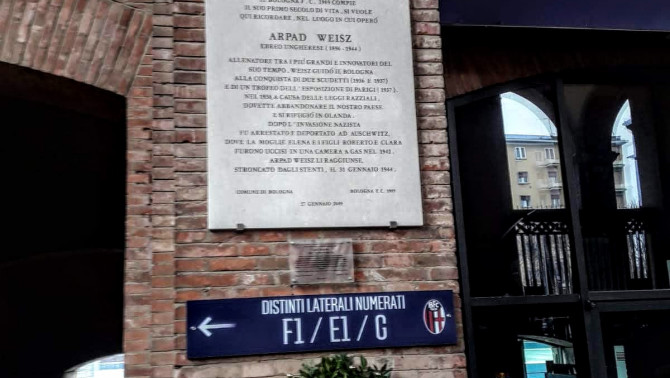 IL BOLOGNA F.C. 1909 COMPIE
IL SUO PRIMO SECOLO DI VITA, SI VUOLE
QUI RICORDARE, NEL LUOGO IN CUI OPERÒ
ARPAD WEISZ
EBREO UNGHERESE (1896-1944)
ALLENATORE TRA I PIÙ GRANDI E INNOVATORI DEL
SUO TEMPO, WEISZ GUIDÒ IL BOLOGNA
ALLA CONQUISTA DI DUE SCUDETTI (1936 E 1937)
E DI UN TROFEO DELL'ESPOSIZIONE DI PARIGI (1937).
NEL 1938, A CAUSA DELLE LEGGI RAZZIALI,
DOVETTE ABBANDONARE IL NOSTRO PAESE
E SI RIFUGIÒ IN OLANDA.
DOPO L'INVASIONE NAZISTA
FU ARRESTATO E DEPORTATO AD AUSCHWITZ,
DOVE LA MOGLIE ELENA E I FIGLI ROBERTO E CLARA
FURONO UCCISI IN UNA CAMERA A GAS NEL 1942.
ARPAD WEISZ LI RAGGIUNSE,
STRONCATO DAGLI STENTI, IL 31 GENNAIO 1944.
COMUNE DI BOLOGNA BOLOGNA F.C. 1909
27 GENNAIO 2009
DISTINTI LATERALI NUMERATI
F1 / E1 / G
BFC